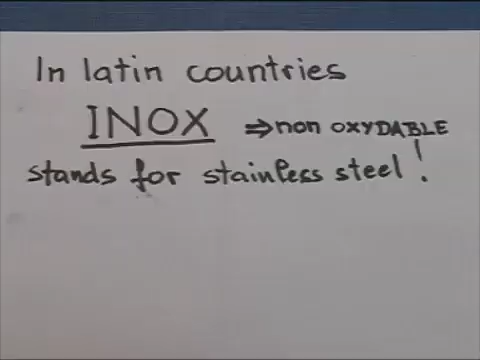 In latin countries
INOX ⇒ non OXYDABLE
stands for stainless steel!